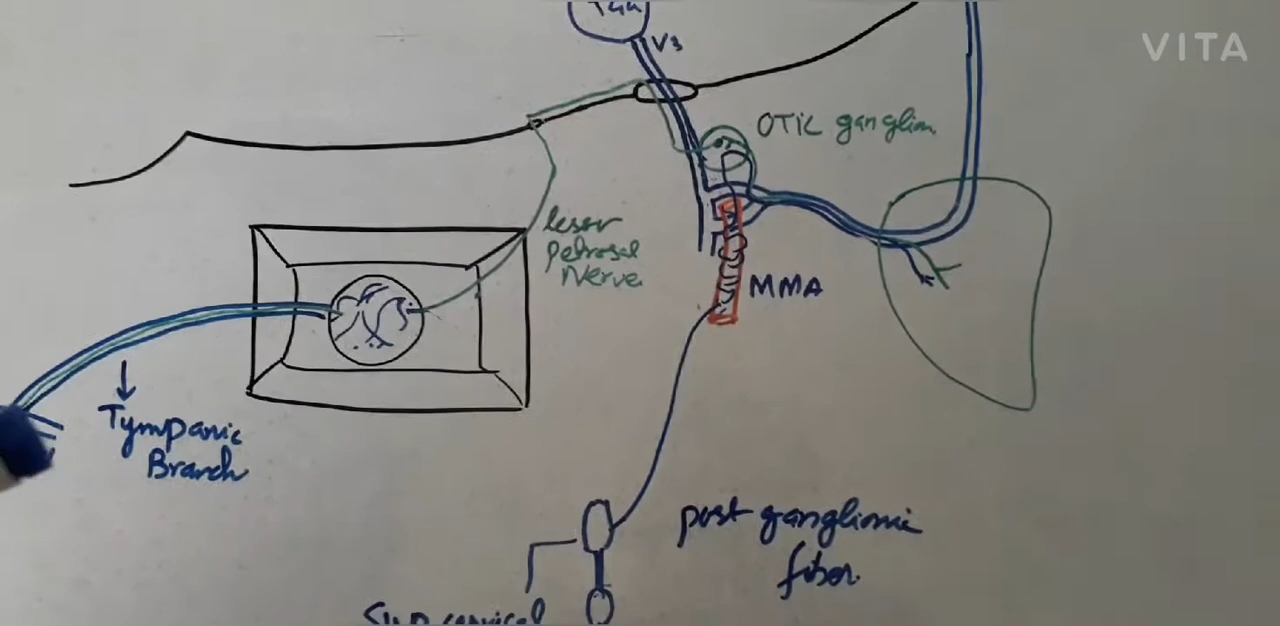 VITA
V3
OTIC ganglion
lesser
petrosal
Nerve
MMA
Tympanic
Branch
post ganglionic
fiber